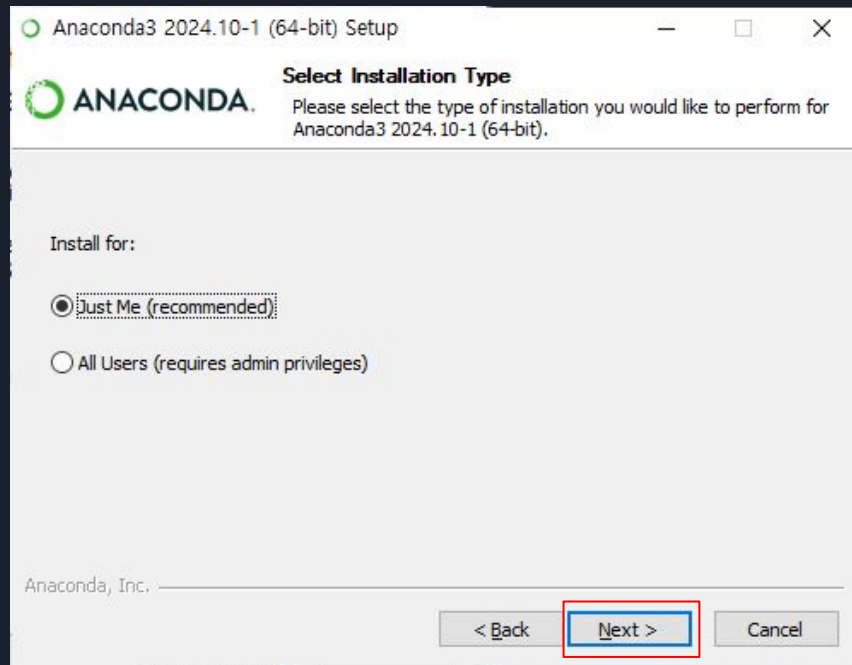 Anaconda3 2024.10-1 (64-bit) Setup
ANACONDA.
Select Installation Type
Please select the type of installation you would like to perform for
Anaconda3 2024.10-1 (64-bit).
Install for:
Just Me (recommended)
All Users (requires admin privileges)
Anaconda, Inc.
< Back
Next >
Cancel